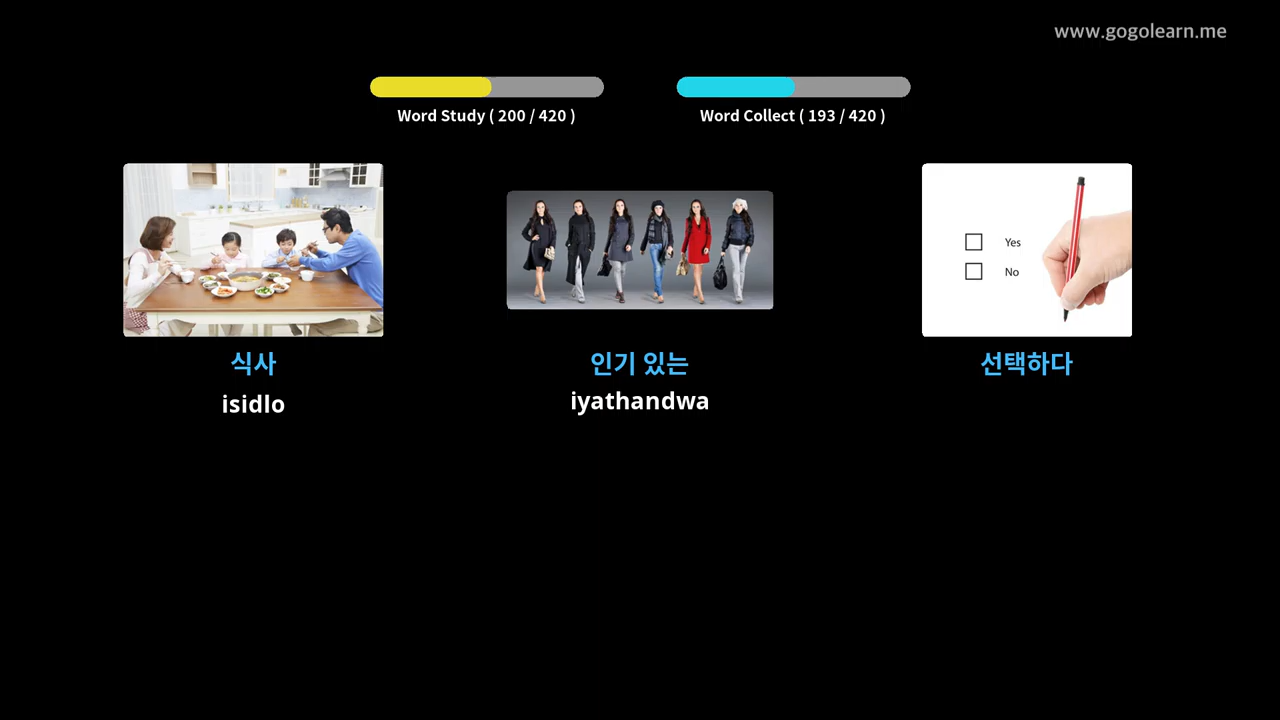 www.gogolearn.me
Word Study ( 200 / 420 )
Word Collect ( 193 / 420 )
Yes
No
식사
인기 있는
선택하다
isidlo
iyathandwa